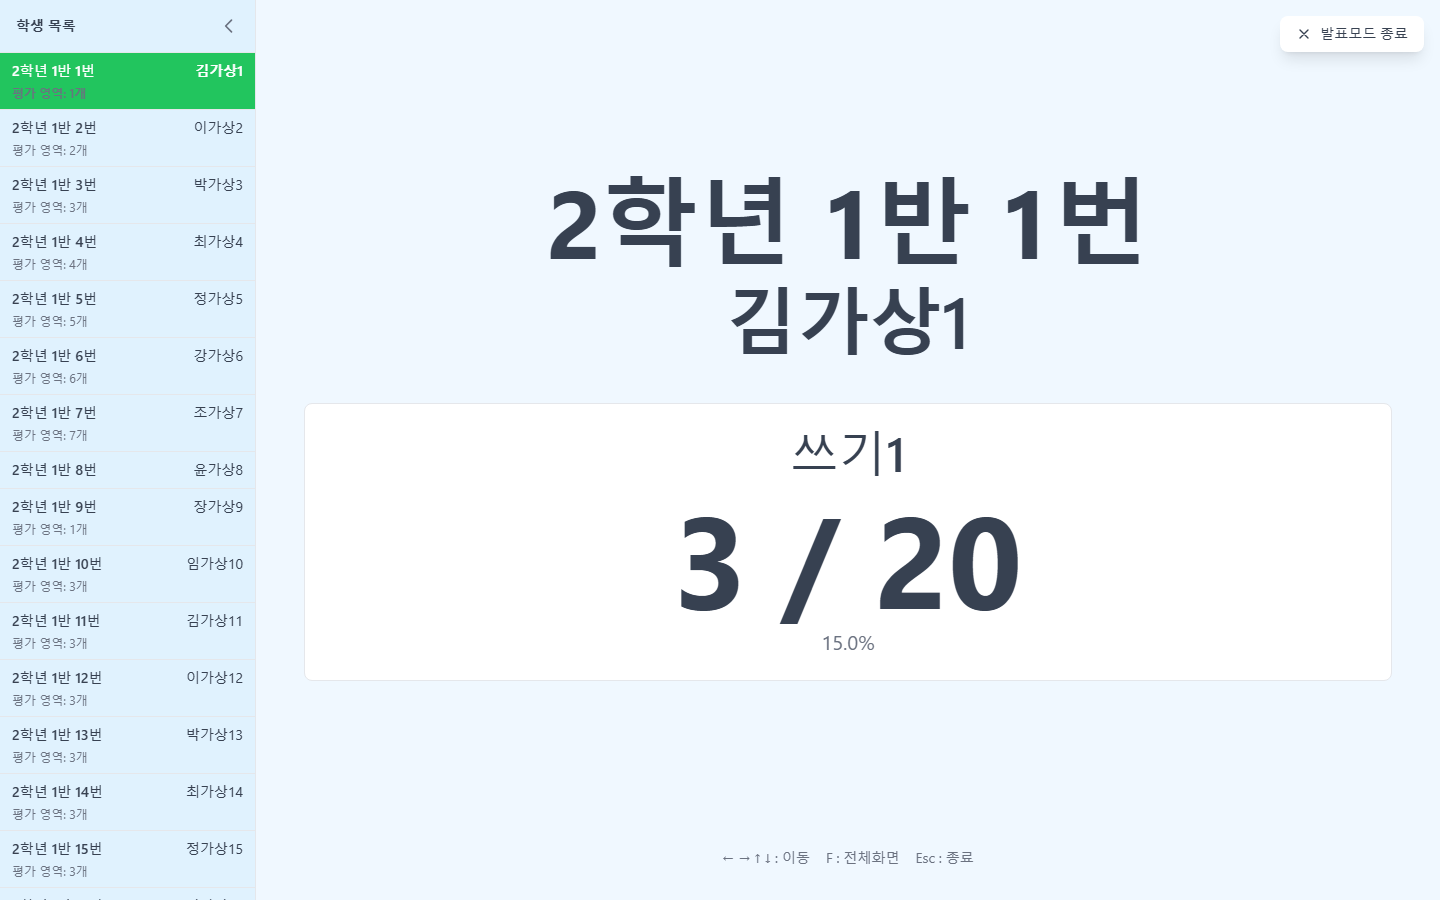 학생 목록
2학년 1반 1번 김가상1
평가 영역: 1개
2학년 1반 2번 이가상2
평가 영역: 2개
2학년 1반 3번 박가상3
평가 영역: 3개
2학년 1반 4번 최가상4
평가 영역: 4개
2학년 1반 5번 정가상5
평가 영역: 5개
2학년 1반 6번 강가상6
평가 영역: 6개
2학년 1반 7번 조가상7
평가 영역: 7개
2학년 1반 8번 윤가상8
2학년 1반 9번 장가상9
평가 영역: 1개
2학년 1반 10번 임가상10
평가 영역: 3개
2학년 1반 11번 김가상11
평가 영역: 3개
2학년 1반 12번 이가상12
평가 영역: 3개
2학년 1반 13번 박가상13
평가 영역: 3개
2학년 1반 14번 최가상14
평가 영역: 3개
2학년 1반 15번 정가상15
평가 영역: 3개
발표모드 종료
2학년 1반 1번
김가상1
쓰기1
3 / 20
15.0%
← → ↑ ↓ : 이동 F : 전체화면 Esc : 종료